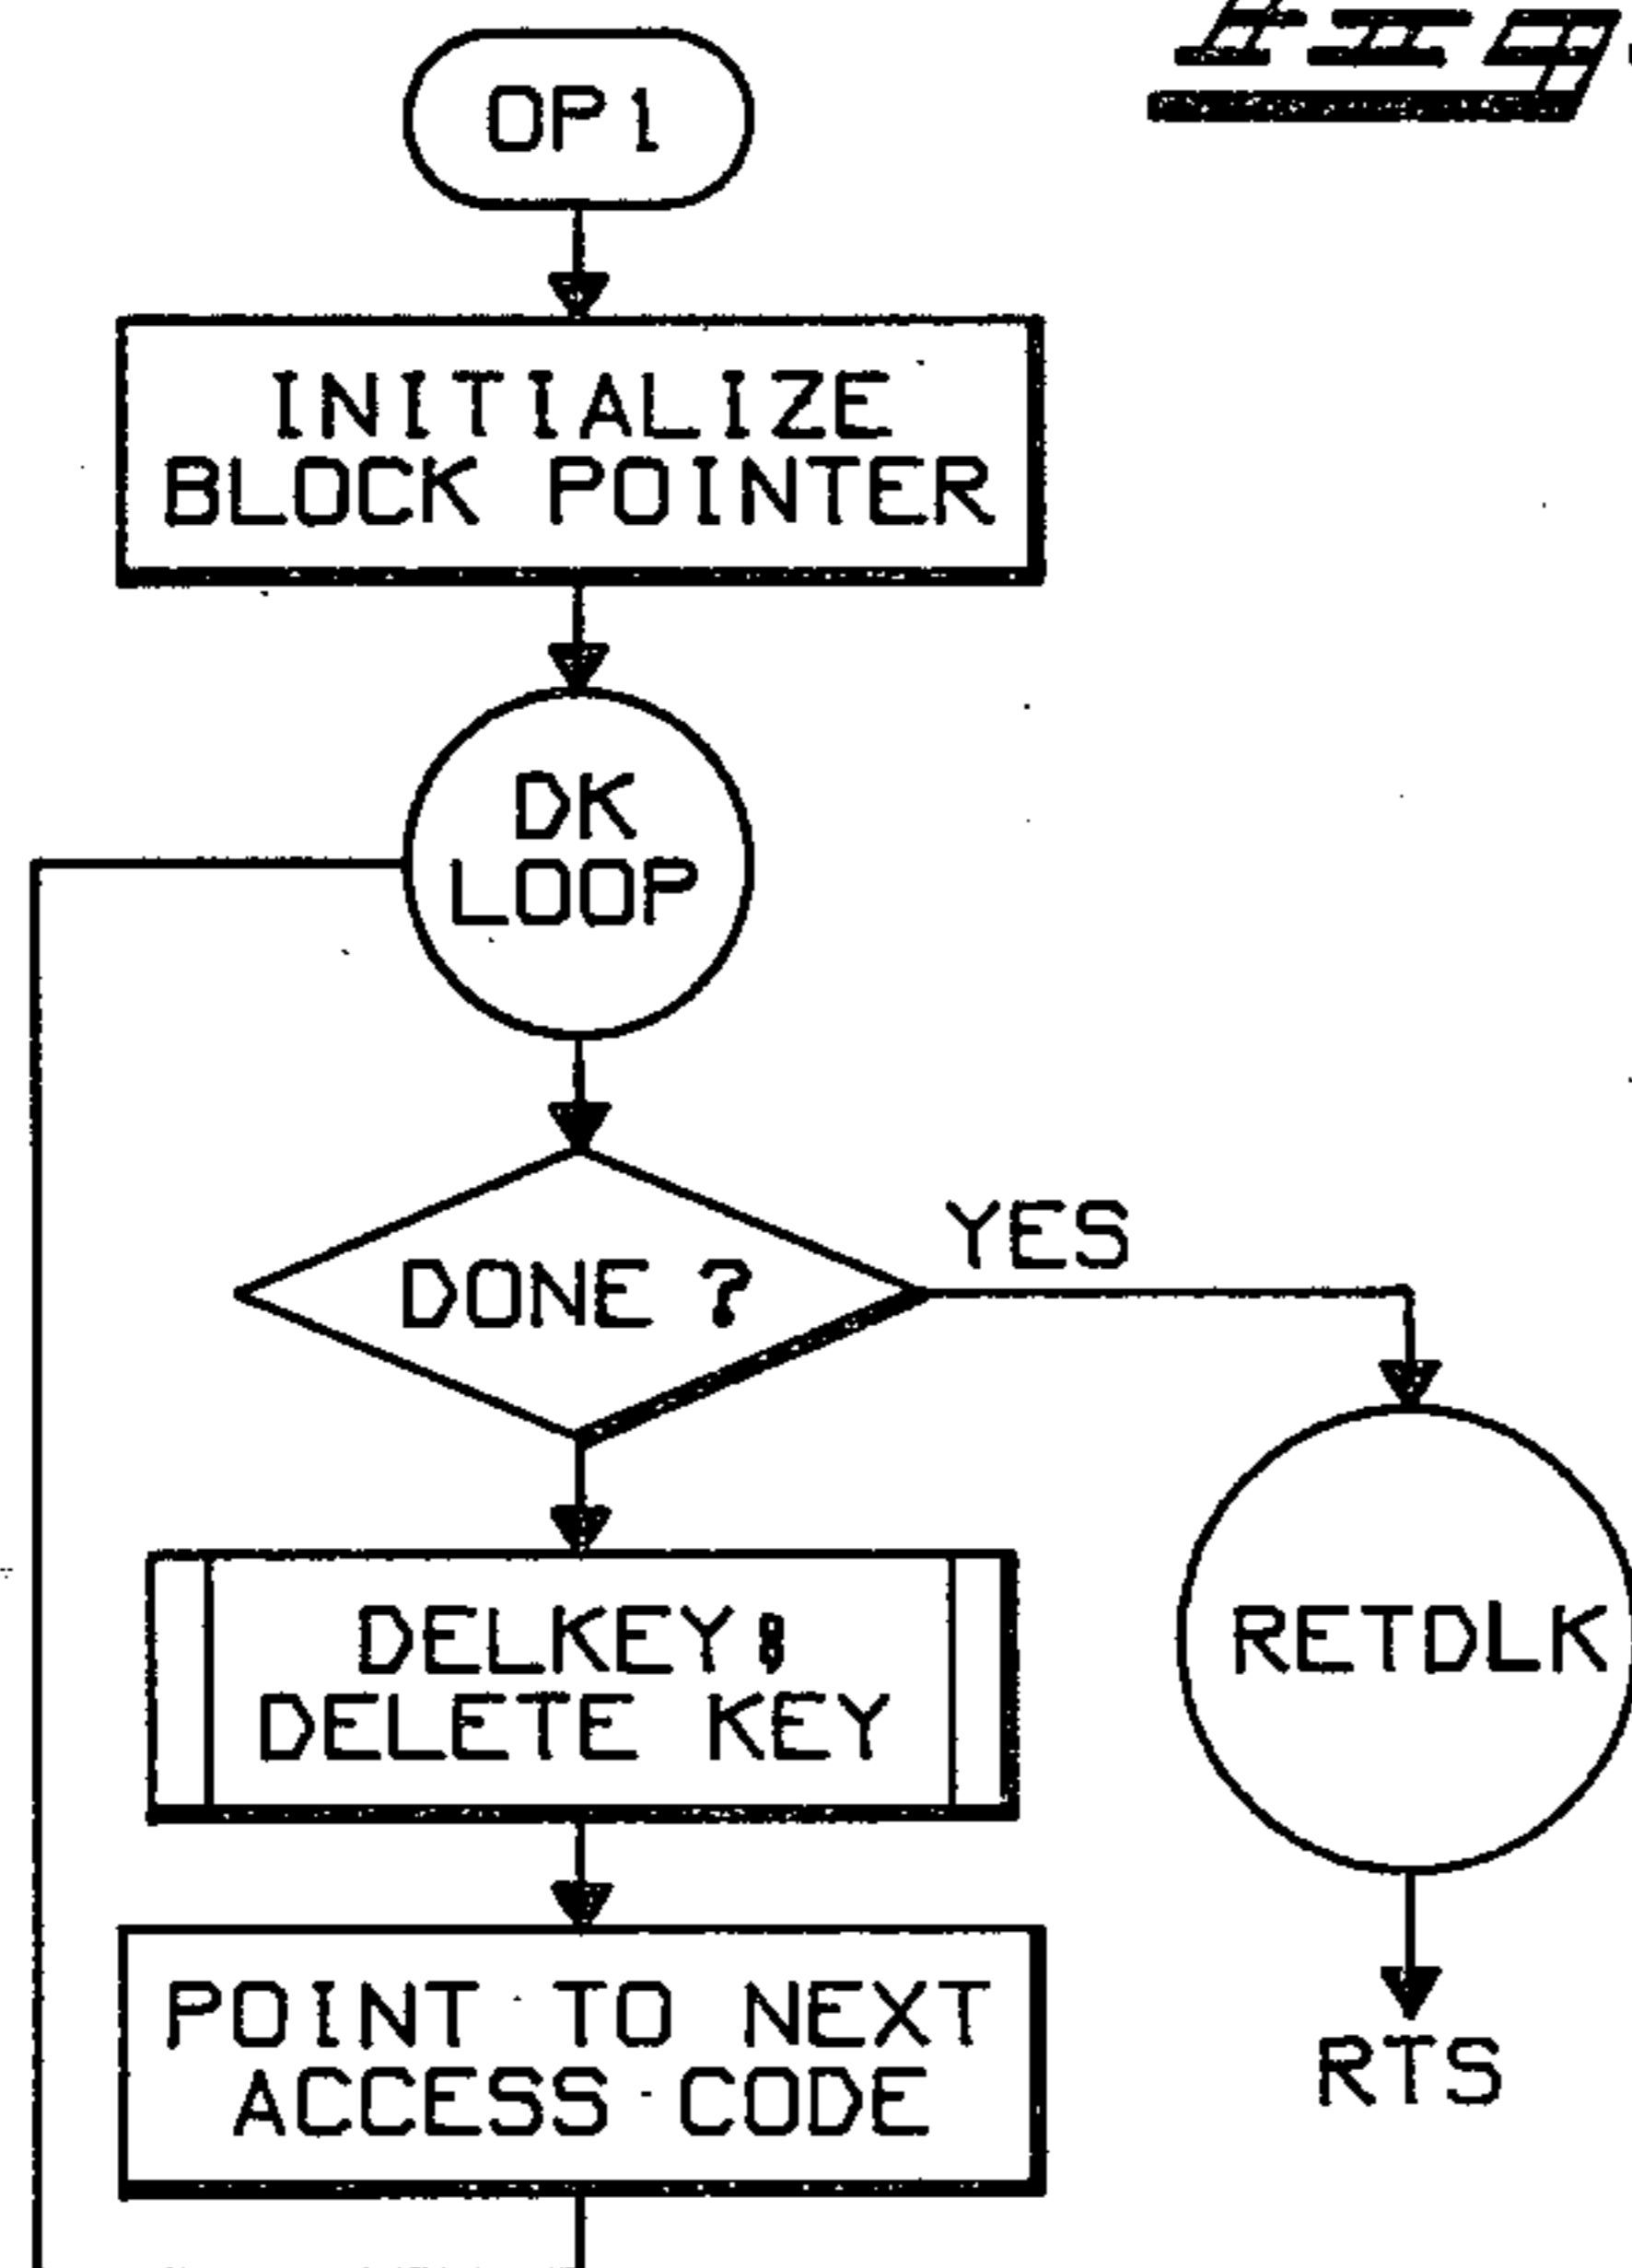 OP1
INITIALIZE
BLOCK POINTER
DK
LOOP
DONE ?
YES
DELKEY:
DELETE KEY
RETDLK
POINT TO NEXT
ACCESS CODE
RTS